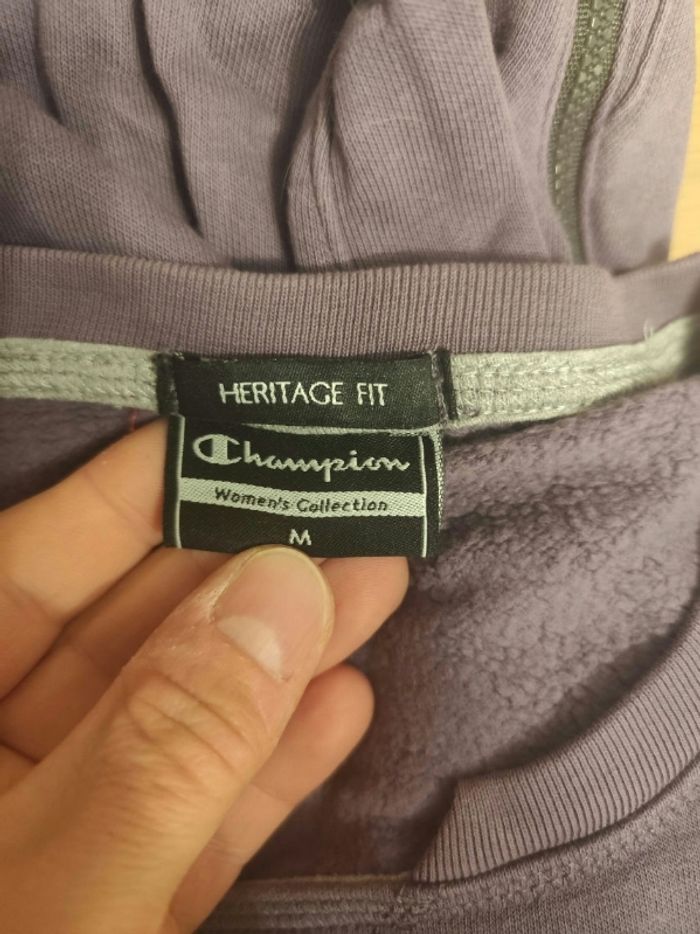 HERITAGE FIT
Champion
Women's Collection
M